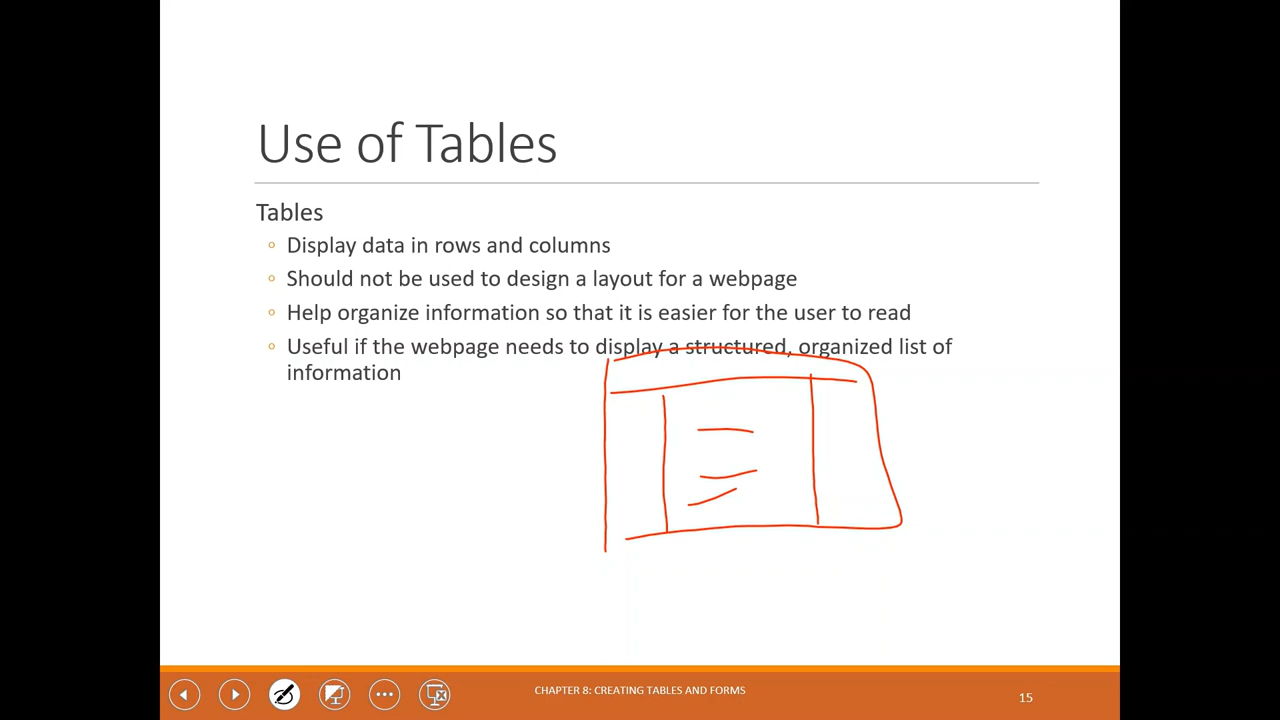 Use of Tables
Tables
Display data in rows and columns
Should not be used to design a layout for a webpage
Help organize information so that it is easier for the user to read
Useful if the webpage needs to display a structured, organized list of
information
CHAPTER 8: CREATING TABLES AND FORMS
15